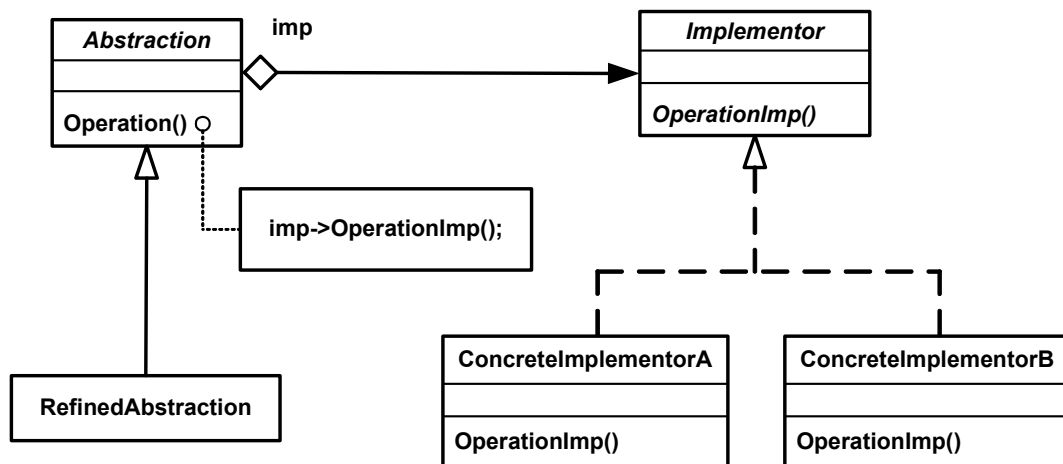 Abstraction
imp
Implementor
Operation()
OperationImp()
imp->OperationImp();
ConcreteImplementorA
ConcreteImplementorB
RefinedAbstraction
OperationImp()
OperationImp()